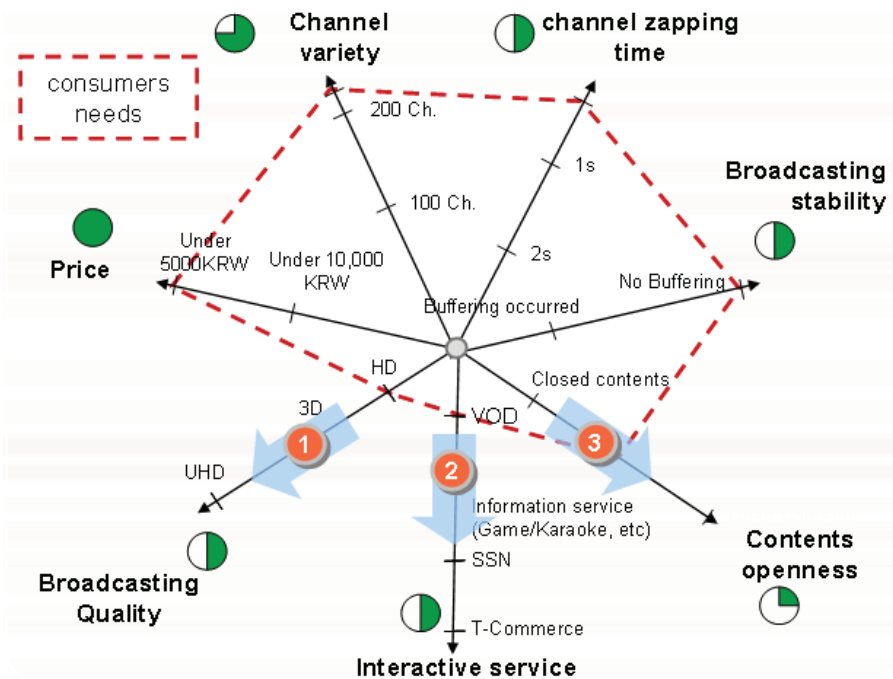 Channel
variety
channel zapping
time
consumers
needs
200 Ch.
1s
100 Ch.
Broadcasting
stability
2s
Under
5000KRW
Under 10,000
KRW
Price
No Buffering
Buffering occurred
HD
Closed contents
3D
VOD
1
2
3
UHD
Information service
(Game/Karaoke, etc)
SSN
Contents
openness
Broadcasting
Quality
T-Commerce
Interactive service